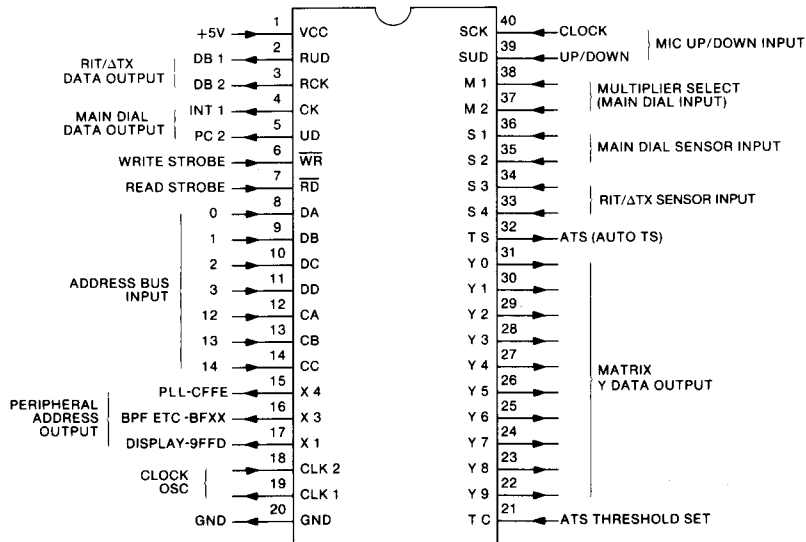 +5V 1 VCC
RIT/ΔTX
DATA OUTPUT
DB 1 2 RUD
DB 2 3 RCK
MAIN DIAL
DATA OUTPUT
INT 1 4 CK
PC 2 5 UD
WRITE STROBE 6 WR
READ STROBE 7 RD
ADDRESS BUS
INPUT
0 8 DA
1 9 DB
2 10 DC
3 11 DD
12 12 CA
13 13 CB
14 14 CC
PERIPHERAL
ADDRESS
OUTPUT
PLL-CFFE 15 X 4
BPF ETC-BFXX 16 X 3
DISPLAY-9FFD 17 X 1
CLOCK
OSC
18 CLK 2
19 CLK 1
GND 20 GND
SCK 40 CLOCK
SUD 39 UP/DOWN
MIC UP/DOWN INPUT
M 1 38
M 2 37
MULTIPLIER SELECT
(MAIN DIAL INPUT)
S 1 36
S 2 35
MAIN DIAL SENSOR INPUT
S 3 34
S 4 33
RIT/ΔTX SENSOR INPUT
T S 32 ATS (AUTO TS)
Y 0 31
Y 1 30
Y 2 29
Y 3 28
Y 4 27
Y 5 26
Y 6 25
Y 7 24
Y 8 23
Y 9 22
MATRIX
Y DATA OUTPUT
T C 21 ATS THRESHOLD SET